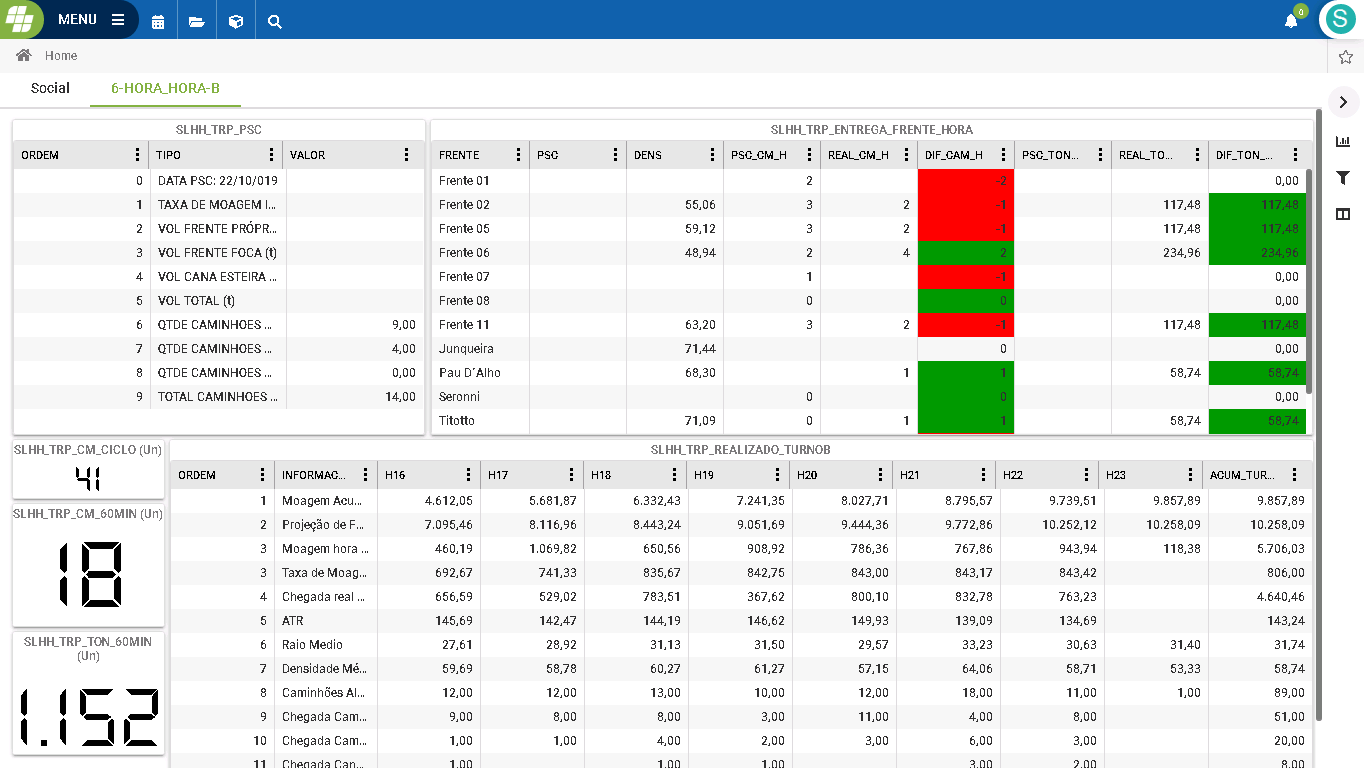 MENU
0
S
Home
Social 6-HORA_HORA-B
SLHH_TRP_PSC
ORDEM TIPO VALOR
0 DATA PSC: 22/10/019
1 TAXA DE MOAGEM I...
2 VOL FRENTE PRÓPR...
3 VOL FRENTE FOCA (t)
4 VOL CANA ESTEIRA ...
5 VOL TOTAL (t)
6 QTDE CAMINHOES ... 9,00
7 QTDE CAMINHOES ... 4,00
8 QTDE CAMINHOES ... 0,00
9 TOTAL CAMINHOES ... 14,00
SLHH_TRP_ENTREGA_FRENTE_HORA
FRENTE PSC DENS PSC_CM_H REAL_CM_H DIF_CAM_H PSC_TON... REAL_TO... DIF_TON_...
Frente 01 2 -2 0,00
Frente 02 55,06 3 2 -1 117,48 117,48
Frente 05 59,12 3 2 -1 117,48 117,48
Frente 06 48,94 2 4 2 234,96 234,96
Frente 07 1 -1 0,00
Frente 08 0 0 0,00
Frente 11 63,20 3 2 -1 117,48 117,48
Junqueira 71,44 0 0,00
Pau D´Alho 68,30 1 1 58,74 58,74
Seronni 0 0 0,00
Titotto 71,09 0 1 1 58,74 58,74
SLHH_TRP_CM_CICLO (Un)
41
SLHH_TRP_CM_60MIN (Un)
18
SLHH_TRP_TON_60MIN
(Un)
1.152
SLHH_TRP_REALIZADO_TURNOB
ORDEM INFORMAC... H16 H17 H18 H19 H20 H21 H22 H23 ACUM_TUR...
1 Moagem Acu... 4.612,05 5.681,87 6.332,43 7.241,35 8.027,71 8.795,57 9.739,51 9.857,89 9.857,89
2 Projeção de F... 7.095,46 8.116,96 8.443,24 9.051,69 9.444,36 9.772,86 10.252,12 10.258,09 10.258,09
3 Moagem hora ... 460,19 1.069,82 650,56 908,92 786,36 767,86 943,94 118,38 5.706,03
3 Taxa de Moag... 692,67 741,33 835,67 842,75 843,00 843,17 843,42 806,00
4 Chegada real ... 656,59 529,02 783,51 367,62 800,10 832,78 763,23 4.640,46
5 ATR 145,69 142,47 144,19 146,62 149,93 139,09 134,69 143,24
6 Raio Medio 27,61 28,92 31,13 31,50 29,57 33,23 30,63 31,40 31,74
7 Densidade Mé... 59,69 58,78 60,27 61,27 57,15 64,06 58,71 53,33 58,74
8 Caminhões Al... 12,00 12,00 13,00 10,00 12,00 18,00 11,00 1,00 89,00
9 Chegada Cam... 9,00 8,00 8,00 3,00 11,00 4,00 8,00 51,00
10 Chegada Cam... 1,00 1,00 4,00 2,00 3,00 6,00 3,00 20,00
11 Chegada Can... 1,00 1,00 1,00 3,00 2,00 8,00